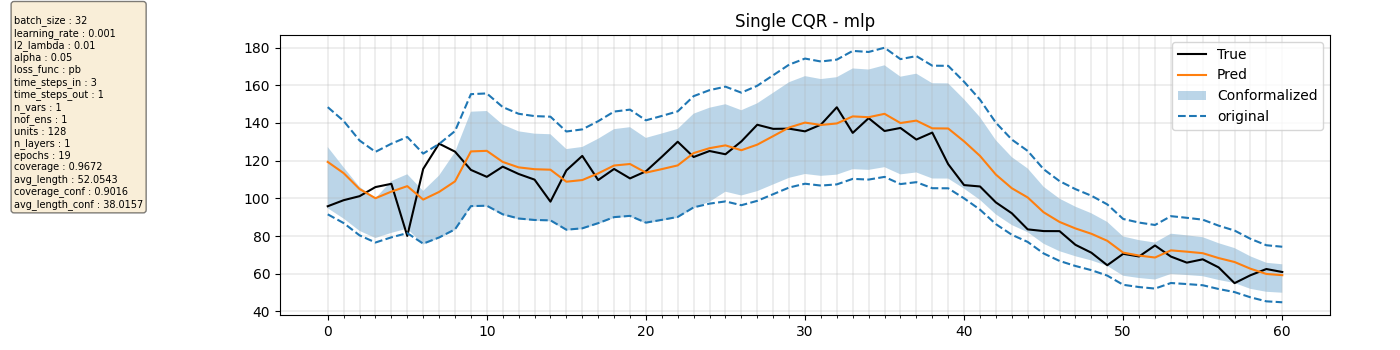 batch_size : 32
learning_rate : 0.001
l2_lambda : 0.01
alpha : 0.05
loss_func : pb
time_steps_in : 3
time_steps_out : 1
n_vars : 1
nof_ens : 1
units : 128
n_layers : 1
epochs : 19
coverage : 0.9672
avg_length : 52.0543
coverage_conf : 0.9016
avg_length_conf : 38.0157
Single CQR - mlp
180
160
140
120
100
80
60
40
True
Pred
Conformalized
original
0 10 20 30 40 50 60